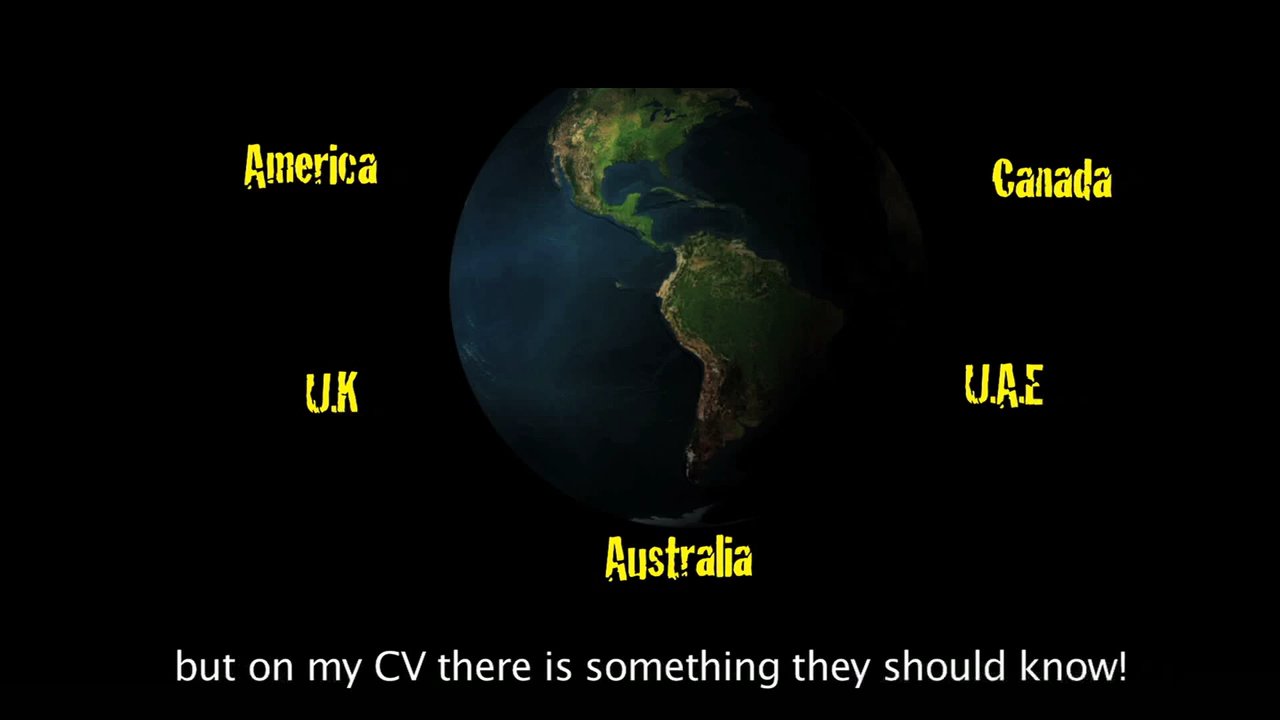 America
Canada
U.K
U.A.E
Australia
but on my CV there is something they should know!